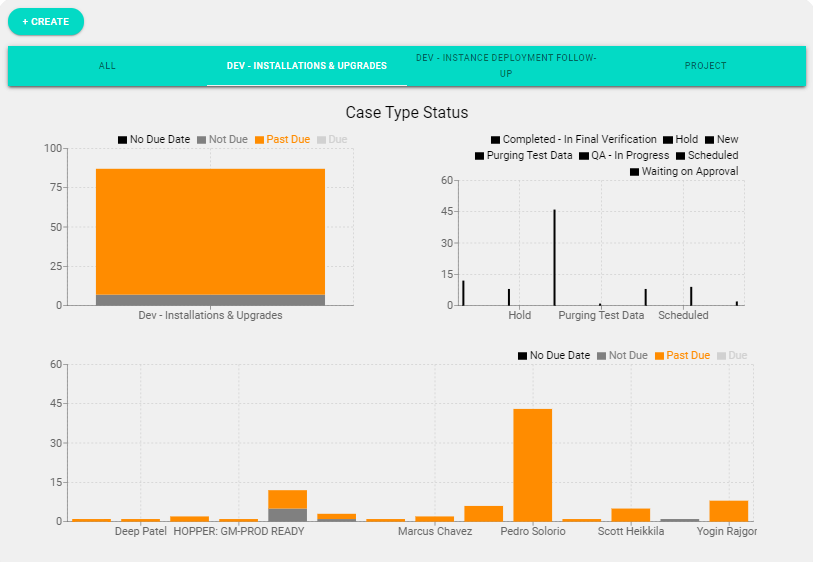 + CREATE
ALL
DEV - INSTALLATIONS & UPGRADES
DEV - INSTANCE DEPLOYMENT FOLLOW-
UP
PROJECT
Case Type Status
No Due Date Not Due Past Due Due
100
75
50
25
0
Dev - Installations & Upgrades
Completed - In Final Verification Hold New
Purging Test Data QA - In Progress Scheduled
Waiting on Approval
60
45
30
15
0
Hold Purging Test Data Scheduled
No Due Date Not Due Past Due Due
60
45
30
15
0
Deep Patel HOPPER: GM-PROD READY Marcus Chavez Pedro Solorio Scott Heikkila Yogin Rajgor